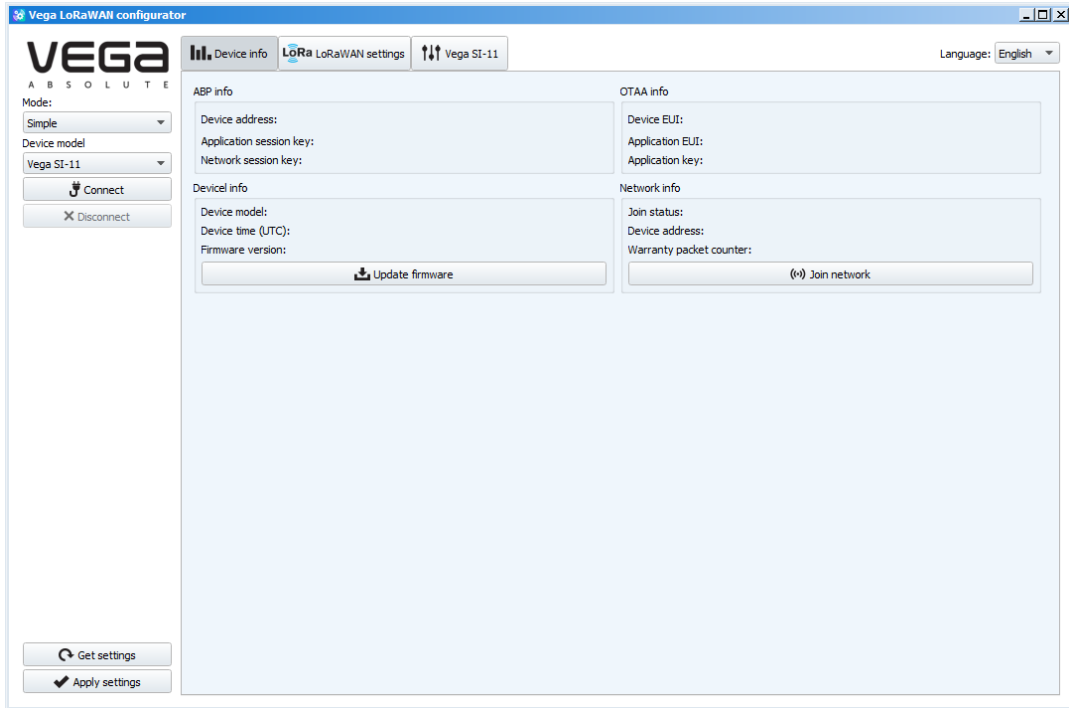 Vega LoRaWAN configurator
VEGA
ABSOLUTE
Mode:
Simple
Device model
Vega SI-11
Connect
Disconnect
Get settings
Apply settings
Device info
LoRa LoRaWAN settings
Vega SI-11
Language: English
ABP info
Device address:
Application session key:
Network session key:
OTAA info
Device EUI:
Application EUI:
Application key:
Devicel info
Device model:
Device time (UTC):
Firmware version:
Update firmware
Network info
Join status:
Device address:
Warranty packet counter:
Join network